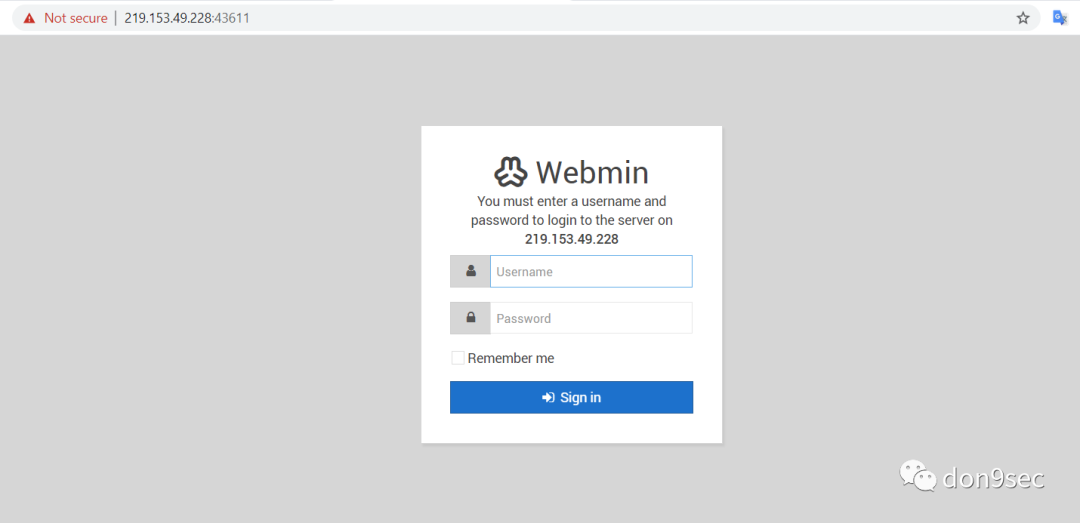 Not secure | 219.153.49.228:43611
Webmin
You must enter a username and
password to login to the server on
219.153.49.228
Username
Password
Remember me
Sign in
don9sec